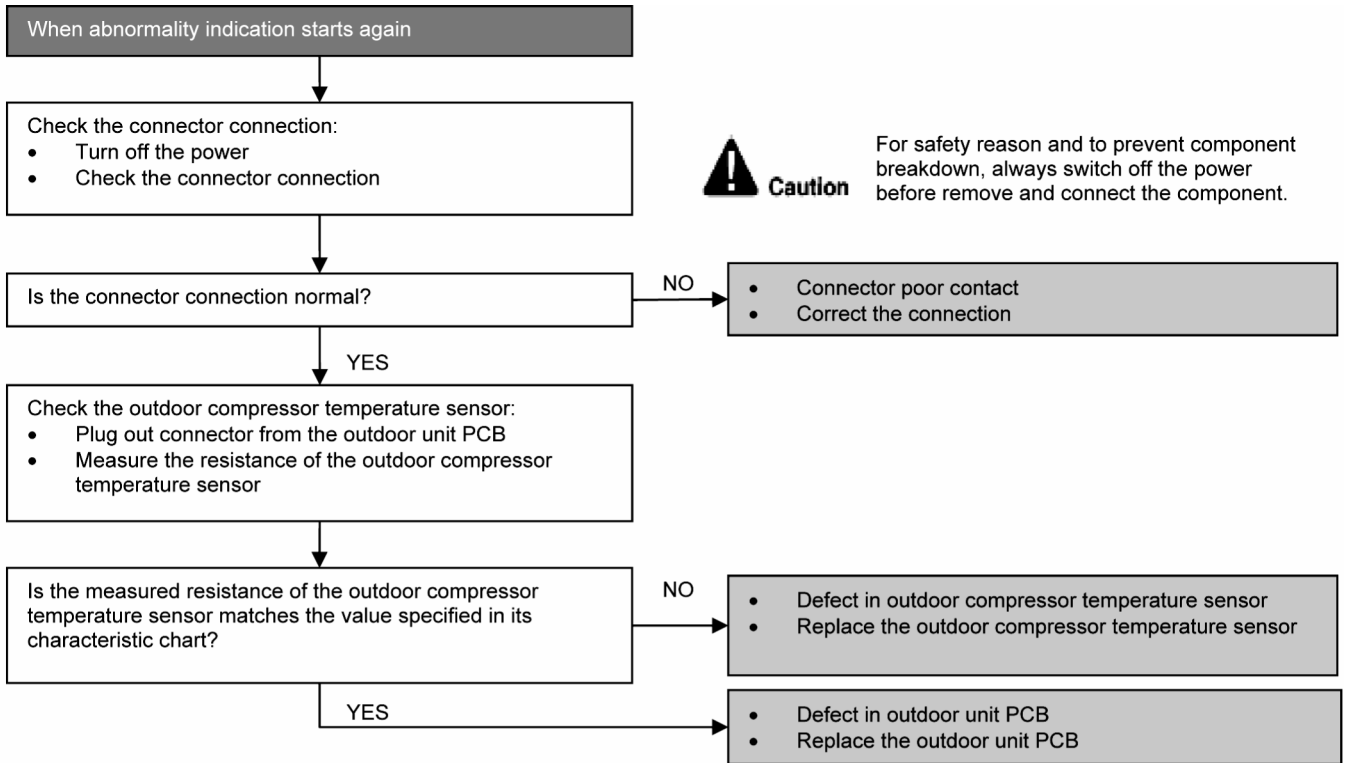 When abnormality indication starts again
Check the connector connection:
• Turn off the power
• Check the connector connection
For safety reason and to prevent component
breakdown, always switch off the power
before remove and connect the component.
Caution
Is the connector connection normal?
NO
• Connector poor contact
• Correct the connection
YES
Check the outdoor compressor temperature sensor:
• Plug out connector from the outdoor unit PCB
• Measure the resistance of the outdoor compressor
temperature sensor
Is the measured resistance of the outdoor compressor
temperature sensor matches the value specified in its
characteristic chart?
NO
• Defect in outdoor compressor temperature sensor
• Replace the outdoor compressor temperature sensor
YES
• Defect in outdoor unit PCB
• Replace the outdoor unit PCB